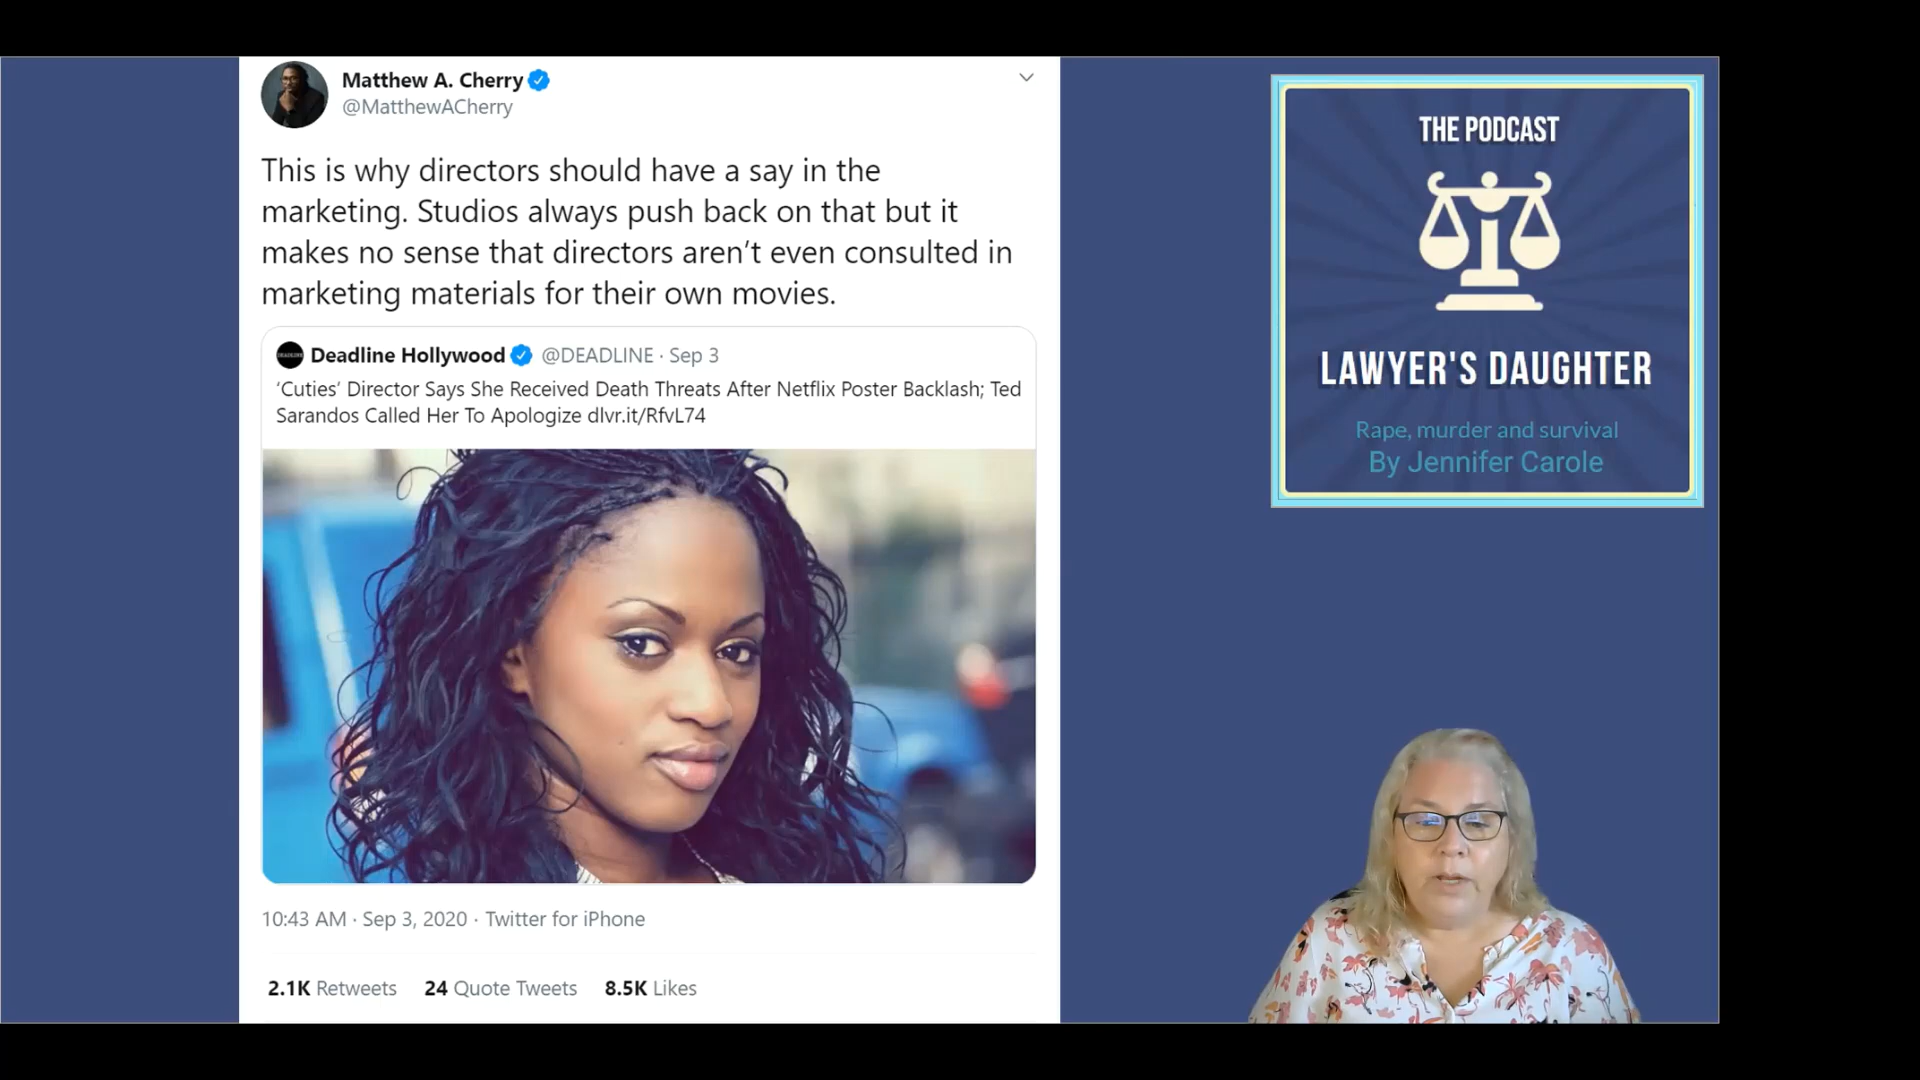 Matthew A. Cherry
@MatthewACherry
This is why directors should have a say in the
marketing. Studios always push back on that but it
makes no sense that directors aren’t even consulted in
marketing materials for their own movies.
DEADLINE
Deadline Hollywood @DEADLINE · Sep 3
‘Cuties’ Director Says She Received Death Threats After Netflix Poster Backlash; Ted
Sarandos Called Her To Apologize dlvr.it/RfvL74
10:43 AM · Sep 3, 2020 · Twitter for iPhone
2.1K Retweets 24 Quote Tweets 8.5K Likes
THE PODCAST
LAWYER'S DAUGHTER
Rape, murder and survival
By Jennifer Carole